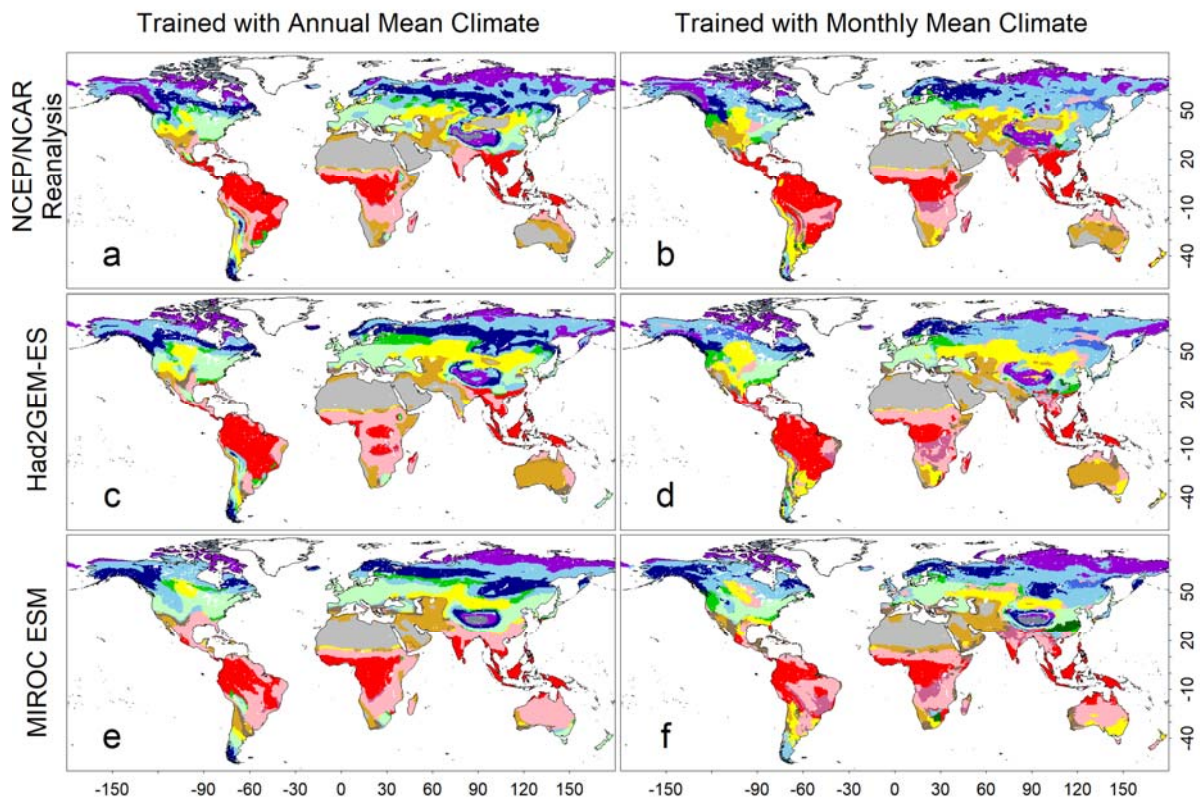 Trained with Annual Mean Climate
Trained with Monthly Mean Climate
NCEP/NCAR
Reanalysis
a
b
50
20
-10
-40
Had2GEM-ES
c
d
50
20
-10
-40
MIROC ESM
e
f
50
20
-10
-40
-150 -90 -60 -30 0 30 60 90 120 150
-150 -90 -60 -30 0 30 60 90 120 150